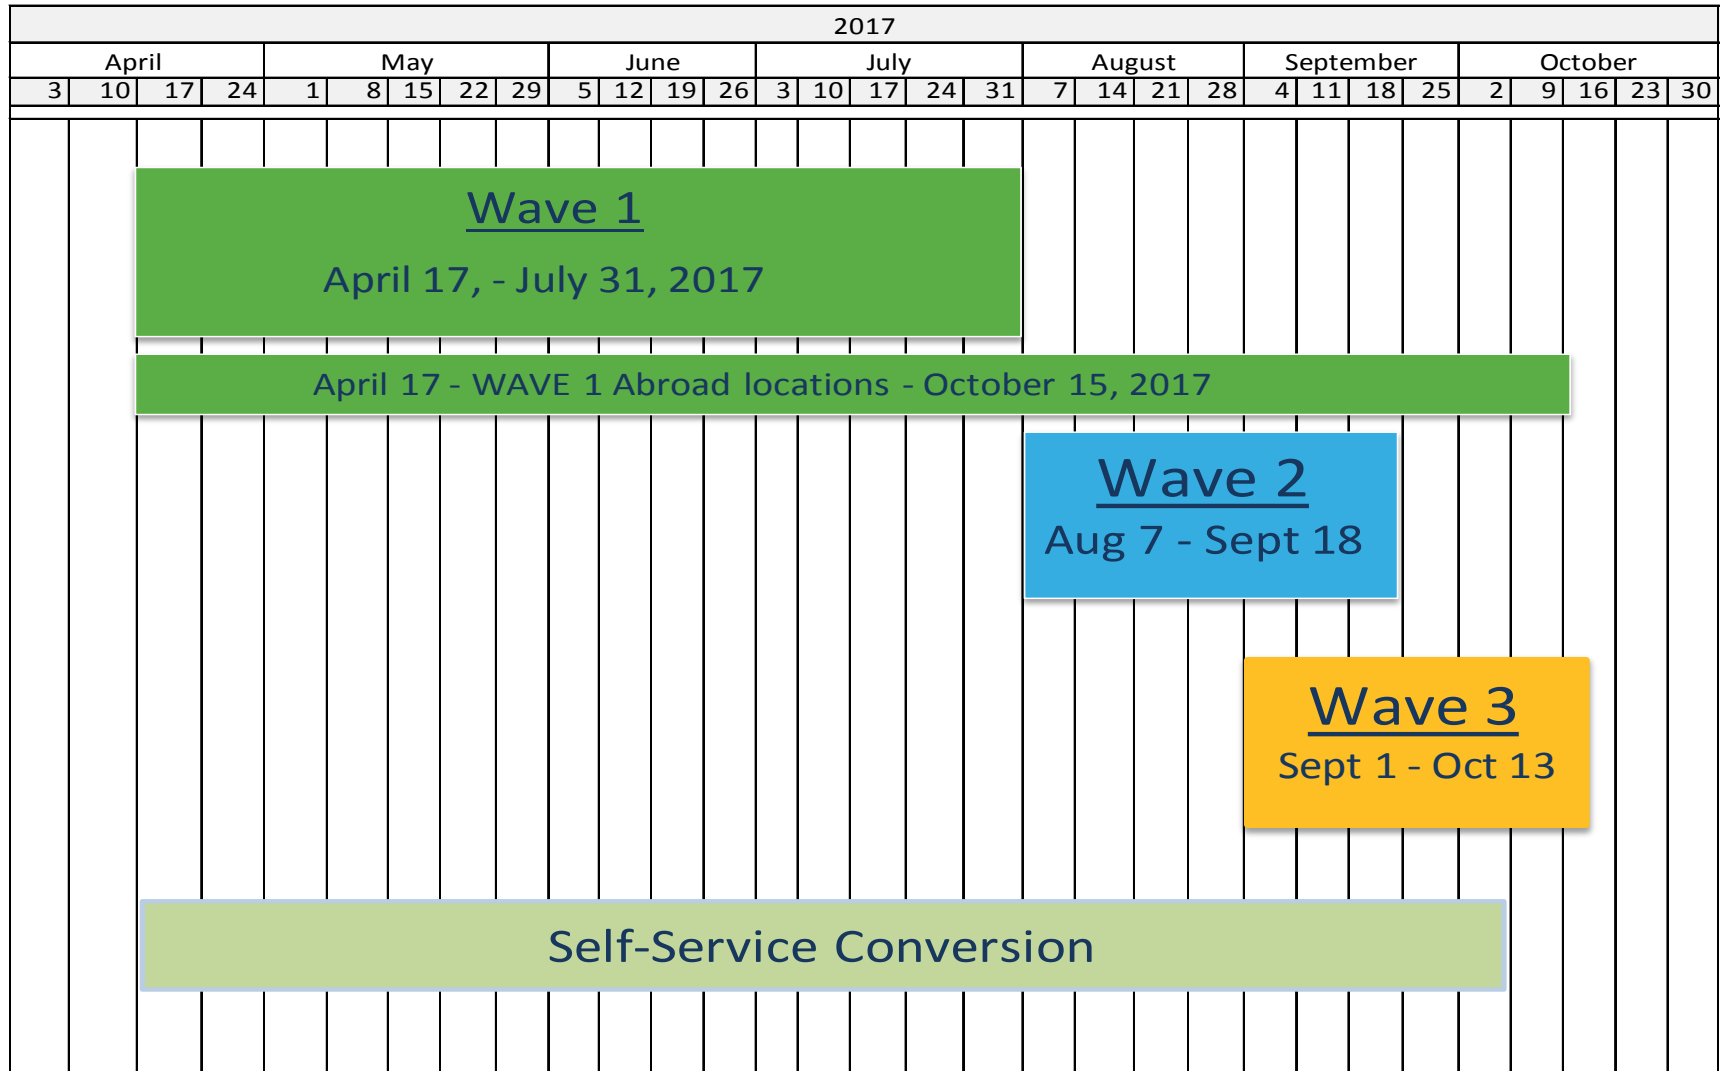 2017
April May June July August September October
3 10 17 24 1 8 15 22 29 5 12 19 26 3 10 17 24 31 7 14 21 28 4 11 18 25 2 9 16 23 30
Wave 1
April 17, - July 31, 2017
April 17 - WAVE 1 Abroad locations - October 15, 2017
Wave 2
Aug 7 - Sept 18
Wave 3
Sept 1 - Oct 13
Self-Service Conversion